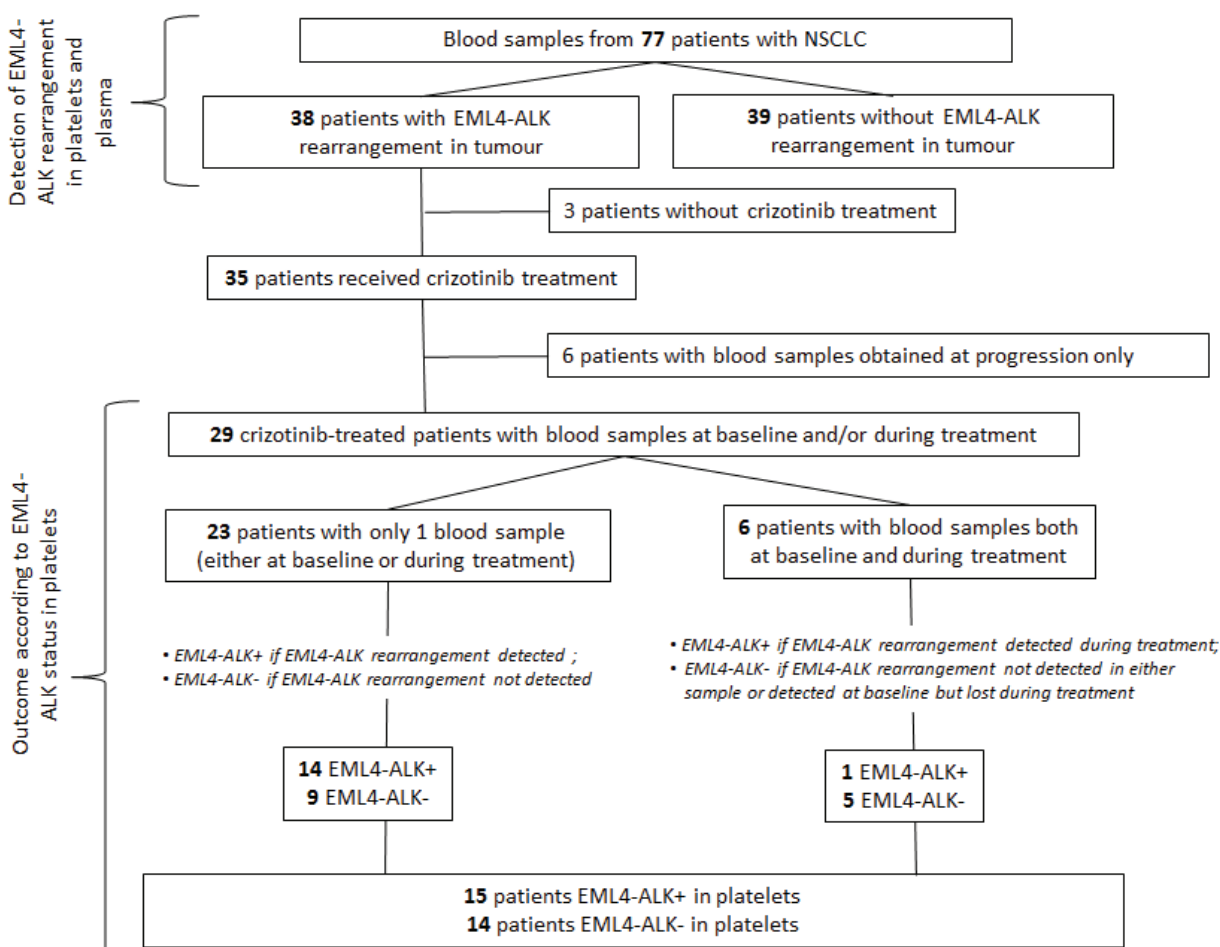 Detection of EML4-
ALK rearrangement
in platelets and
plasma
Blood samples from 77 patients with NSCLC
38 patients with EML4-ALK
rearrangement in tumour
39 patients without EML4-ALK
rearrangement in tumour
3 patients without crizotinib treatment
35 patients received crizotinib treatment
6 patients with blood samples obtained at progression only
Outcome according to EML4-
ALK status in platelets
29 crizotinib-treated patients with blood samples at baseline and/or during treatment
23 patients with only 1 blood sample
(either at baseline or during treatment)
6 patients with blood samples both
at baseline and during treatment
• EML4-ALK+ if EML4-ALK rearrangement detected ;
• EML4-ALK- if EML4-ALK rearrangement not detected
• EML4-ALK+ if EML4-ALK rearrangement detected during treatment;
• EML4-ALK- if EML4-ALK rearrangement not detected in either
sample or detected at baseline but lost during treatment
14 EML4-ALK+
9 EML4-ALK-
1 EML4-ALK+
5 EML4-ALK-
15 patients EML4-ALK+ in platelets
14 patients EML4-ALK- in platelets